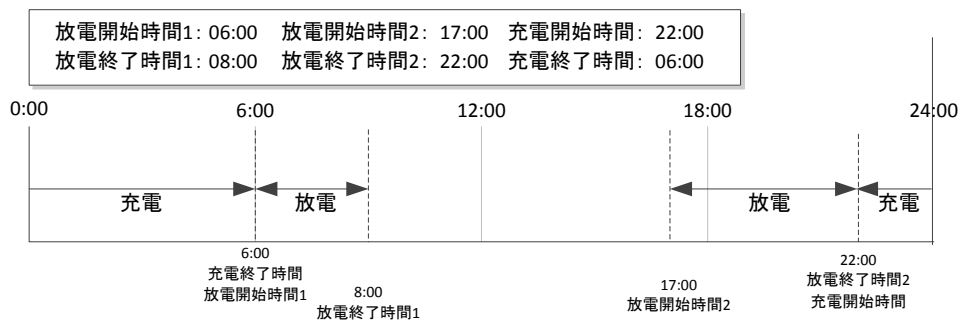 放電開始時間1: 06:00 放電開始時間2: 17:00 充電開始時間: 22:00
放電終了時間1: 08:00 放電終了時間2: 22:00 充電終了時間: 06:00
0:00 6:00 12:00 18:00 24:00
充電 放電 放電 充電
6:00
充電終了時間
放電開始時間1
8:00
放電終了時間1
17:00
放電開始時間2
22:00
放電終了時間2
充電開始時間